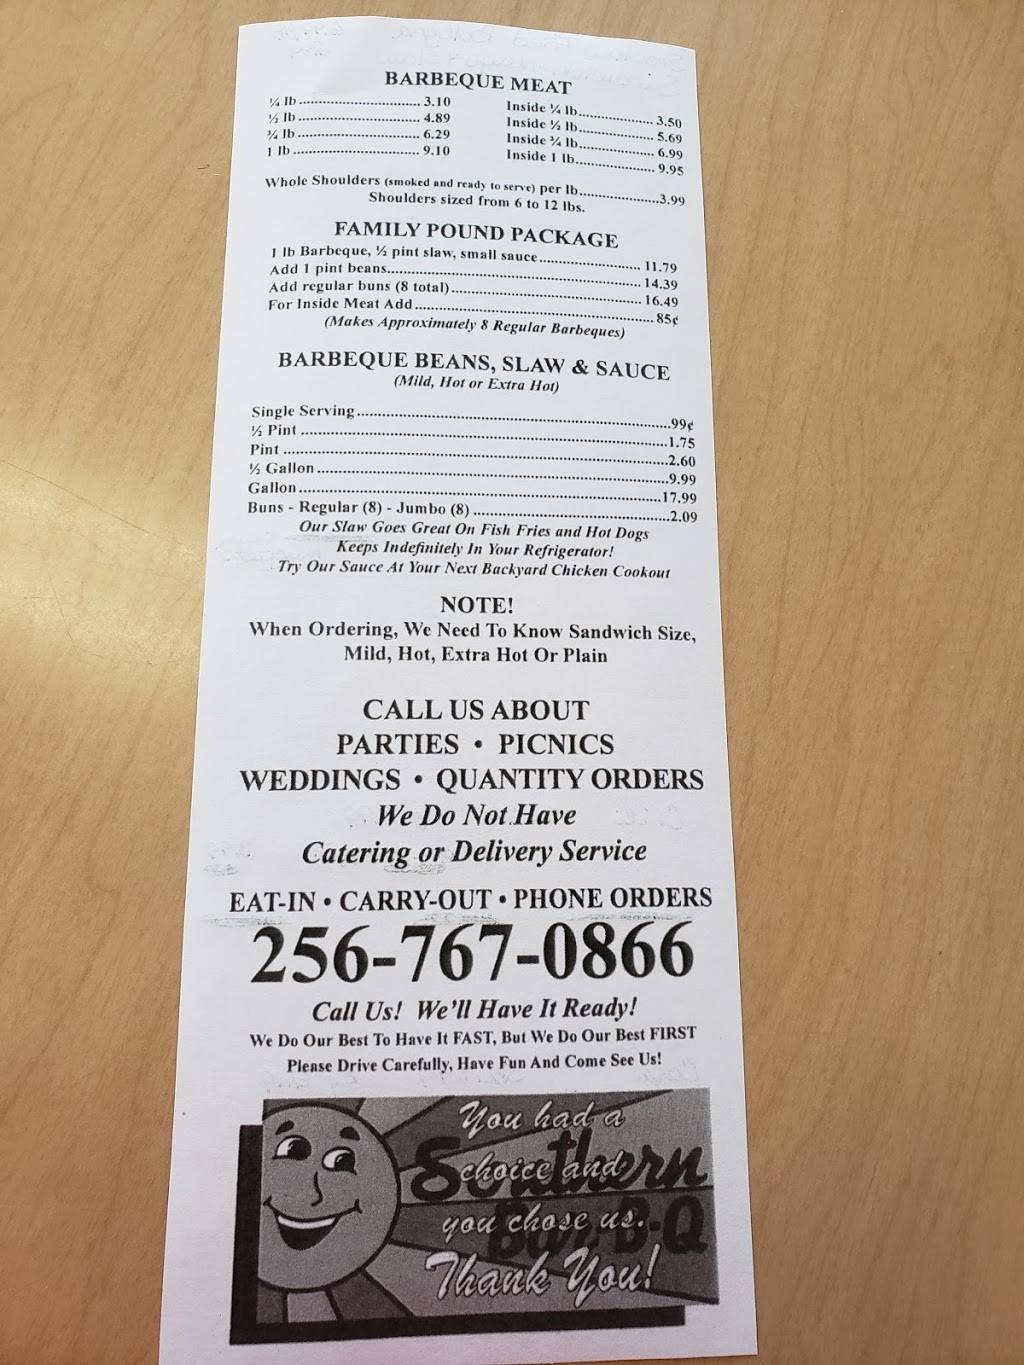 BARBEQUE MEAT
¼ lb ............................ 3.10
½ lb ............................ 4.89
¾ lb ............................ 6.29
1 lb ............................ 9.10
Inside ¼ lb.................. 3.50
Inside ½ lb.................. 5.69
Inside ¾ lb.................. 6.99
Inside 1 lb................... 9.95
Whole Shoulders (smoked and ready to serve) per lb..................3.99
Shoulders sized from 6 to 12 lbs.
FAMILY POUND PACKAGE
1 lb Barbeque, ½ pint slaw, small sauce........................ 11.79
Add 1 pint beans............................................................ 14.39
Add regular buns (8 total)............................................. 16.49
For Inside Meat Add......................................................... 85¢
(Makes Approximately 8 Regular Barbeques)
BARBEQUE BEANS, SLAW & SAUCE
(Mild, Hot or Extra Hot)
Single Serving........................................................................99¢
½ Pint ....................................................................................1.75
Pint ........................................................................................2.60
½ Gallon................................................................................9.99
Gallon...................................................................................17.99
Buns - Regular (8) - Jumbo (8) .............................................2.09
Our Slaw Goes Great On Fish Fries and Hot Dogs
Keeps Indefinitely In Your Refrigerator!
Try Our Sauce At Your Next Backyard Chicken Cookout
NOTE!
When Ordering, We Need To Know Sandwich Size,
Mild, Hot, Extra Hot Or Plain
CALL US ABOUT
PARTIES • PICNICS
WEDDINGS • QUANTITY ORDERS
We Do Not Have
Catering or Delivery Service
EAT-IN • CARRY-OUT • PHONE ORDERS
256-767-0866
Call Us! We'll Have It Ready!
We Do Our Best To Have It FAST, But We Do Our Best FIRST
Please Drive Carefully, Have Fun And Come See Us!
You had a
choice and
you chose us.
Thank You!
Southern
Bar-B-Q